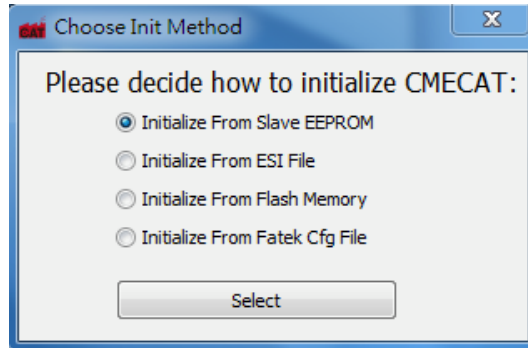 CAT
Choose Init Method
Please decide how to initialize CMECAT:
Initialize From Slave EEPROM
Initialize From ESI File
Initialize From Flash Memory
Initialize From Fatek Cfg File
Select